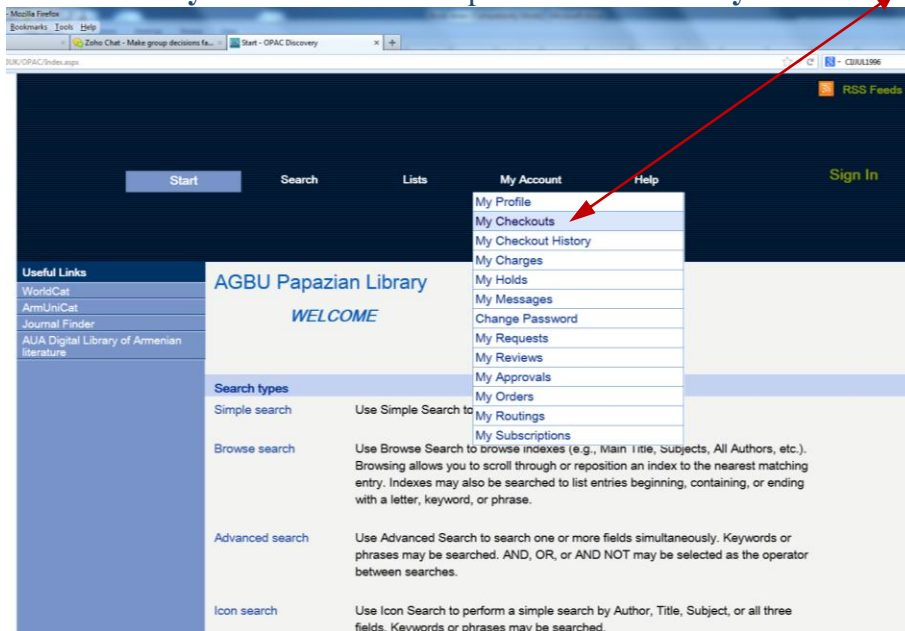 - Mozilla Firefox
Bookmarks Tools Help
Zoho Chat - Make group decisions fa...
Start - OPAC Discovery
/OPAC/Index.aspx
RSS Feeds
Start Search Lists My Account Help
Sign In
My Profile
My Checkouts
My Checkout History
My Charges
My Holds
My Messages
Change Password
My Requests
My Reviews
My Approvals
My Orders
My Routings
My Subscriptions
Useful Links
WorldCat
ArmUniCat
Journal Finder
AUA Digital Library of Armenian
literature
AGBU Papazian Library
WELCOME
Search types
Simple search
Use Simple Search to
Browse search
Use Browse Search to browse indexes (e.g., Main Title, Subjects, All Authors, etc.).
Browsing allows you to scroll through or reposition an index to the nearest matching
entry. Indexes may also be searched to list entries beginning, containing, or ending
with a letter, keyword, or phrase.
Advanced search
Use Advanced Search to search one or more fields simultaneously. Keywords or
phrases may be searched. AND, OR, or AND NOT may be selected as the operator
between searches.
Icon search
Use Icon Search to perform a simple search by Author, Title, Subject, or all three
fields. Keywords or phrases may be searched.